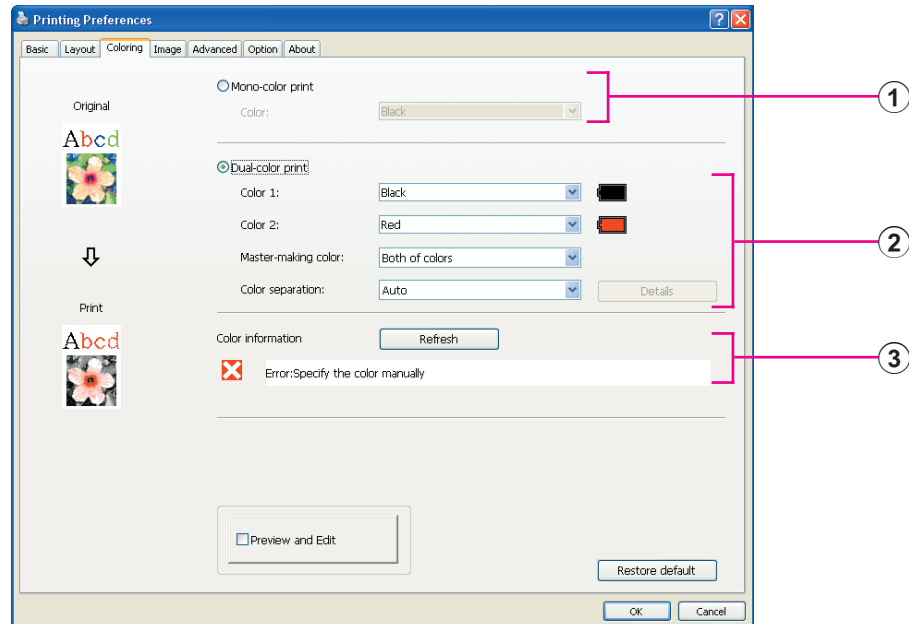 Printing Preferences
Basic Layout Coloring Image Advanced Option About
Original
Abcd
Print
Abcd
Mono-color print
Color: Black
1
Dual-color print
Color 1: Black
Color 2: Red
Master-making color: Both of colors
Color separation: Auto Details
2
Color information Refresh
Error:Specify the color manually
3
Preview and Edit
Restore default
OK Cancel